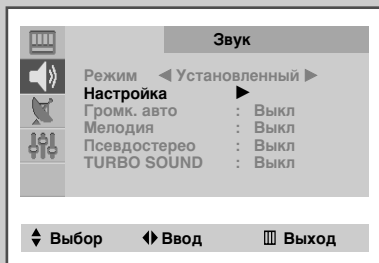 Звук
Режим ◀ Установленный ▶
Настройка ▶
Громк. авто : Выкл
Мелодия : Выкл
Псевдостерео : Выкл
TURBO SOUND : Выкл
Выбор Ввод Выход